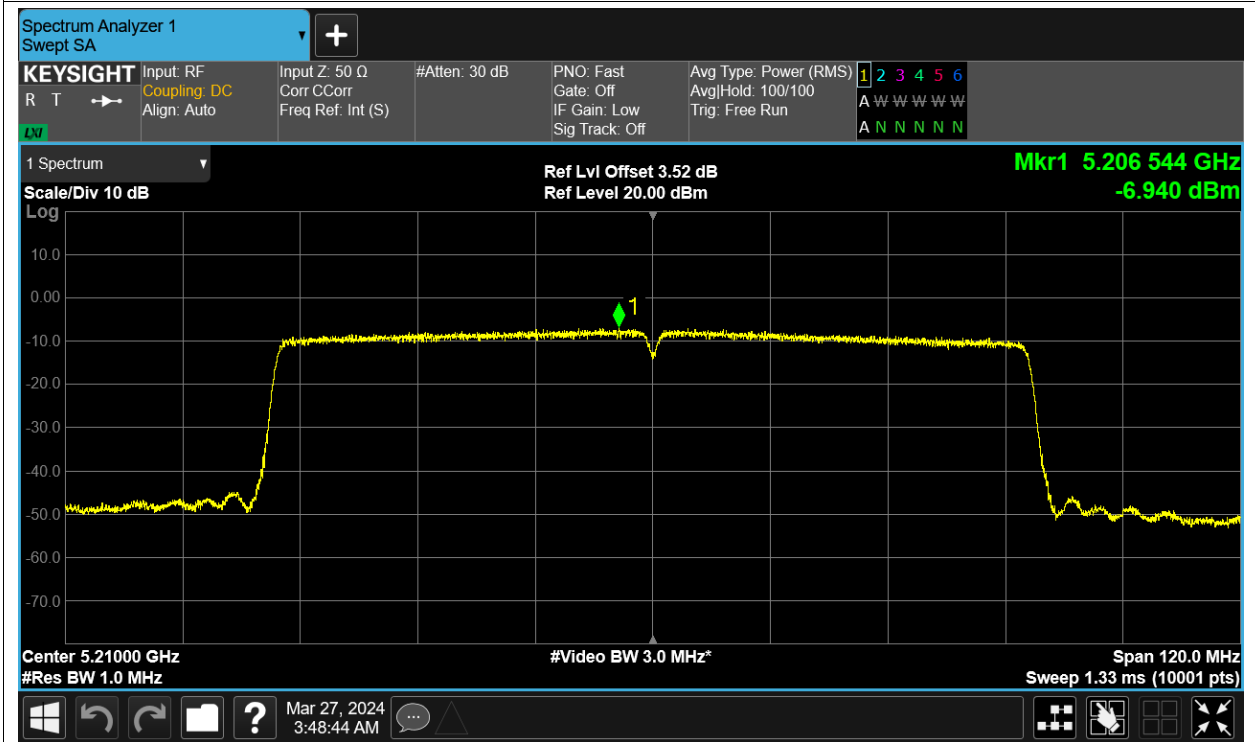 Spectrum Analyzer 1
Swept SA
KEYSIGHT
R T
LXI
Input: RF
Coupling: DC
Align: Auto
Input Z: 50 Ω
Corr CCorr
Freq Ref: Int (S)
#Atten: 30 dB
PNO: Fast
Gate: Off
IF Gain: Low
Sig Track: Off
Avg Type: Power (RMS)
Avg|Hold: 100/100
Trig: Free Run
1 2 3 4 5 6
A W W W W W
A N N N N N
1 Spectrum
Scale/Div 10 dB
Log
Ref Lvl Offset 3.52 dB
Ref Level 20.00 dBm
Mkr1 5.206 544 GHz
-6.940 dBm
10.0
0.00
1
-10.0
-20.0
-30.0
-40.0
-50.0
-60.0
-70.0
Center 5.21000 GHz
#Res BW 1.0 MHz
#Video BW 3.0 MHz*
Span 120.0 MHz
Sweep 1.33 ms (10001 pts)
?
Mar 27, 2024
3:48:44 AM